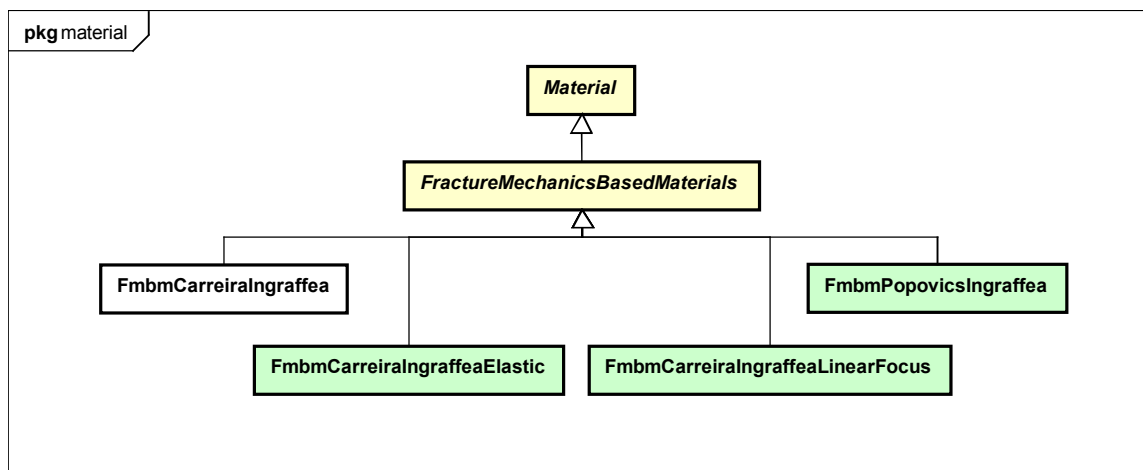 pkg material
Material
FractureMechanicsBasedMaterials
FmbmCarreiraIngraffea
FmbmPopovicsIngraffea
FmbmCarreiraIngraffeaElastic
FmbmCarreiraIngraffeaLinearFocus